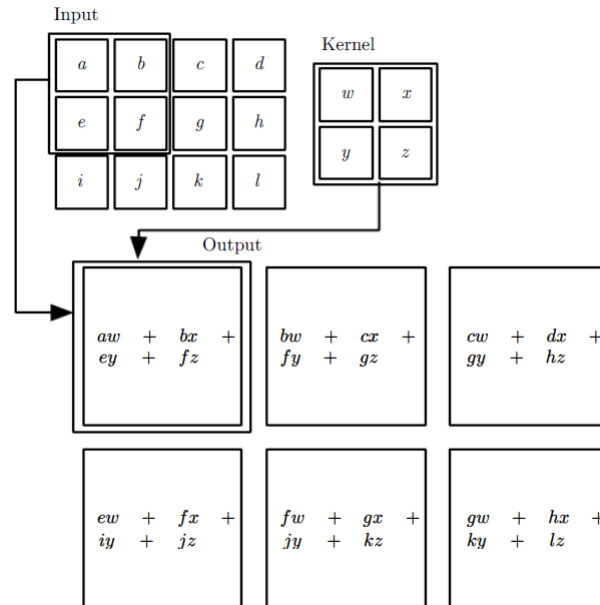 Input
Kernel
a b c d
w x
e f g h
y z
i j k l
Output
aw + bx +
ey + fz
bw + cx +
fy + gz
cw + dx +
gy + hz
ew + fx +
iy + jz
fw + gx +
jy + kz
gw + hx +
ky + lz